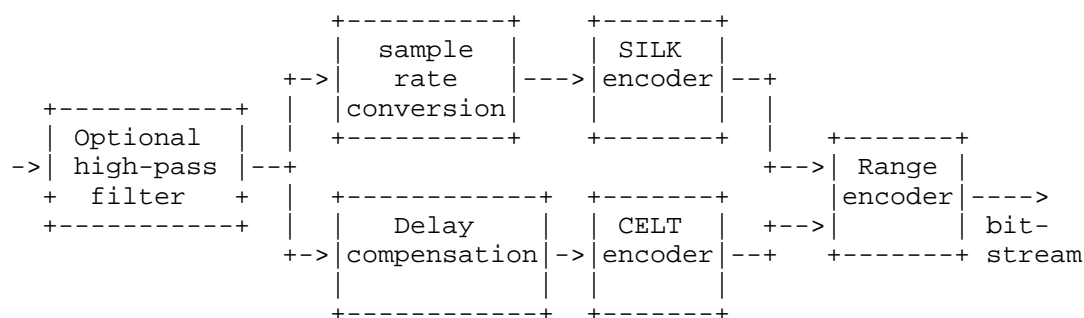 +----------+    +-------+
                       |  sample  |    | SILK  |
                    +->|   rate   |--->|encoder|--+
  +-----------+     |  |conversion|    |       |  |
  |  Optional |     |  +----------+    +-------+  |   +-------+
->| high-pass |--+                                +-->| Range |
  +   filter  +     |  +------------+  +-------+      |encoder|---->
  +-----------+     |  |   Delay    |  | CELT  |  +-->|       | bit-
                    +->|compensation|->|encoder|--+   +-------+ stream
                       |            |  |       |
                       +------------+  +-------+